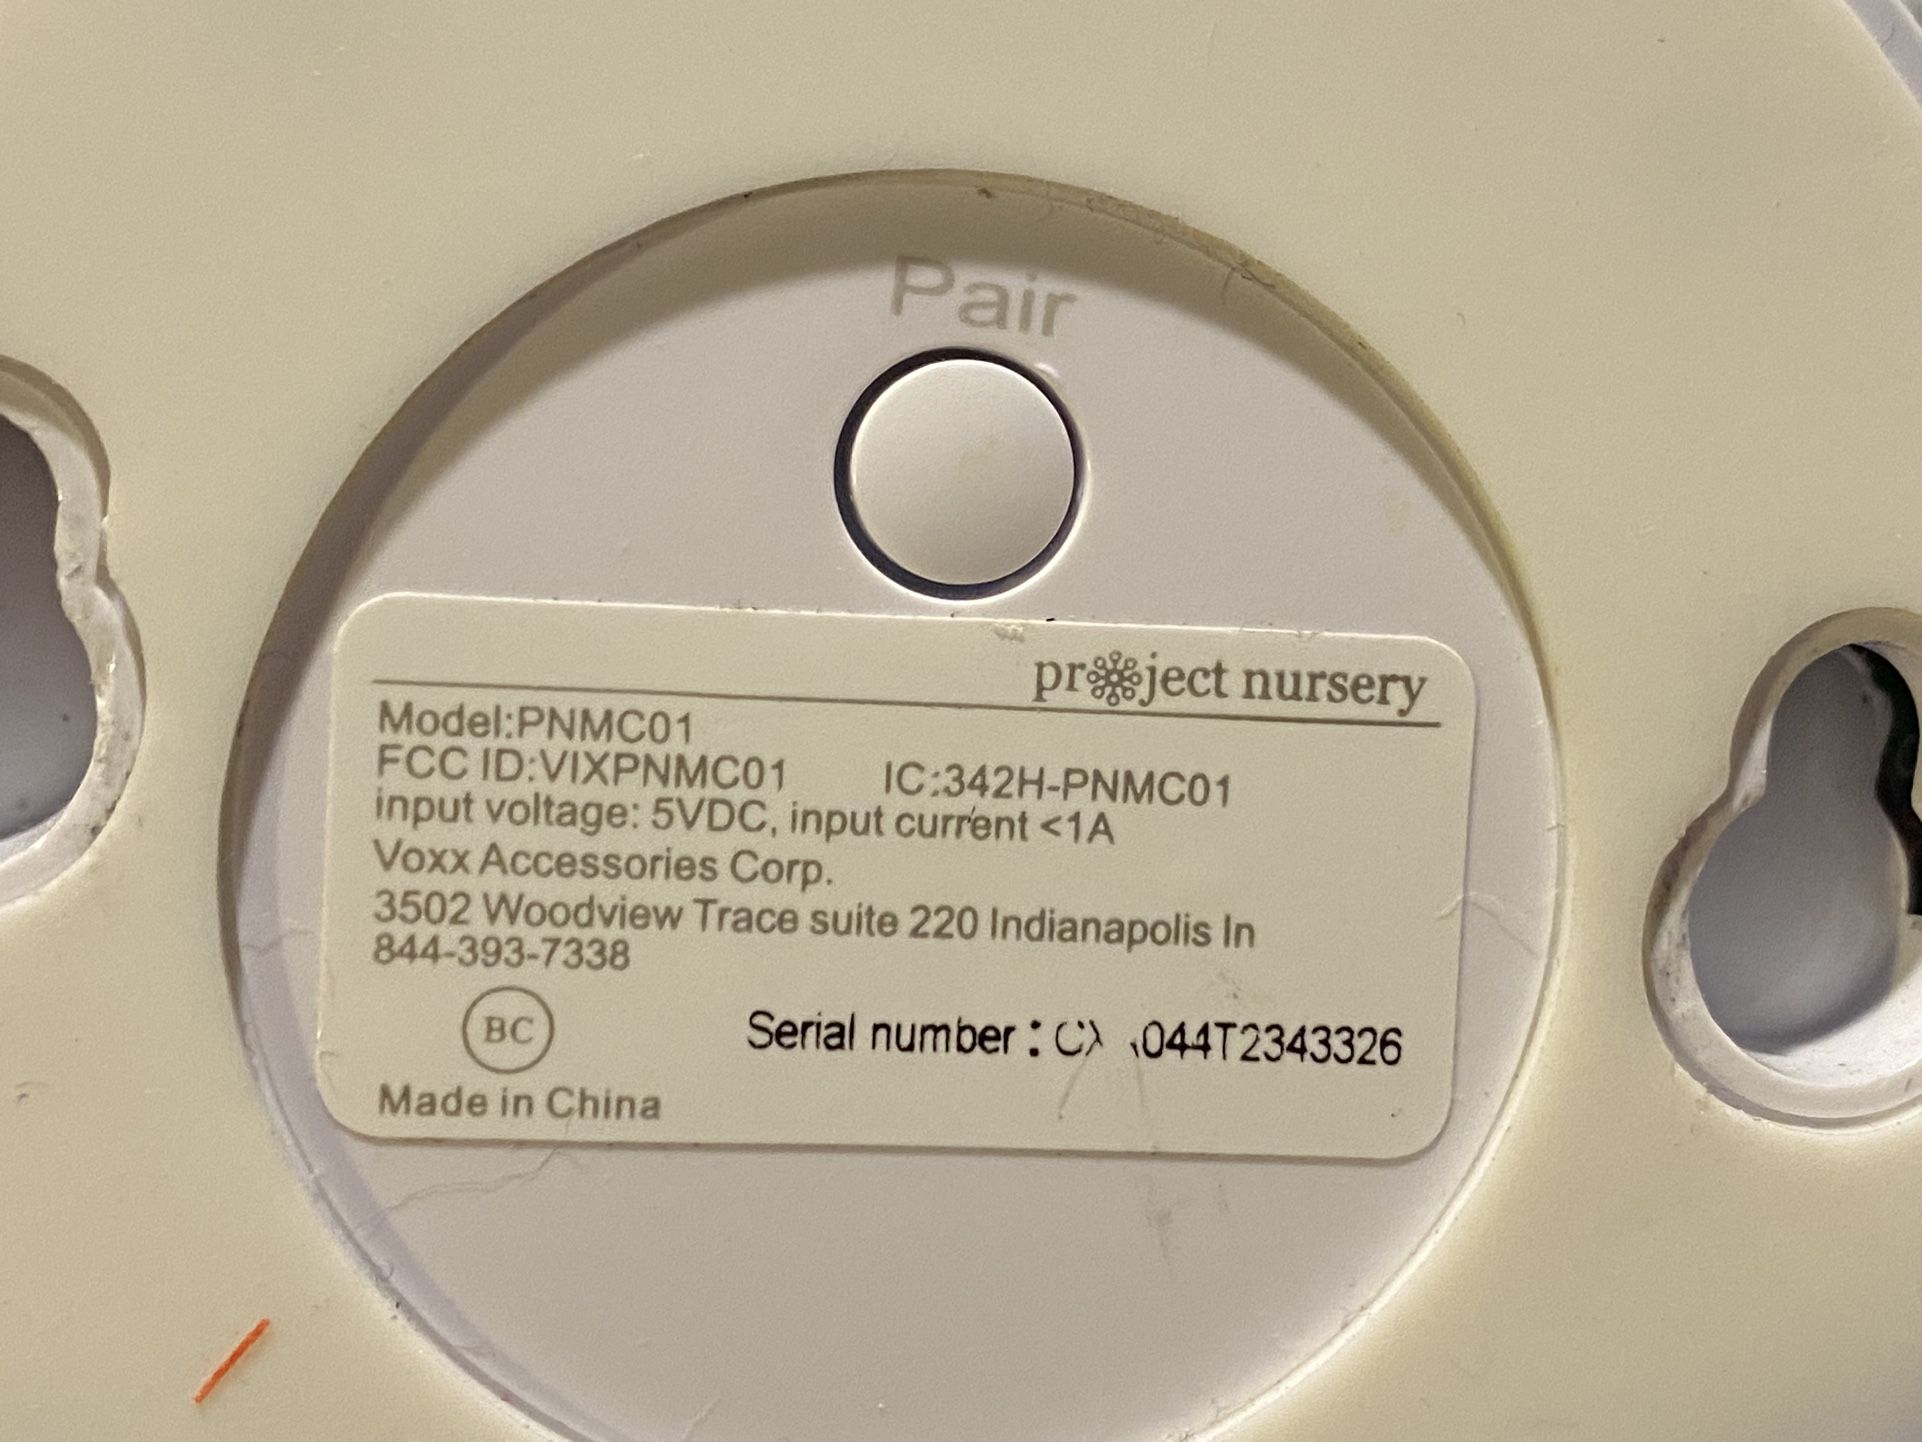 Pair
project nursery
Model:PNMC01
FCC ID:VIXPNMC01 IC:342H-PNMC01
input voltage: 5VDC, input current <1A
Voxx Accessories Corp.
3502 Woodview Trace suite 220 Indianapolis In
844-393-7338
BC
Serial number :
Made in China